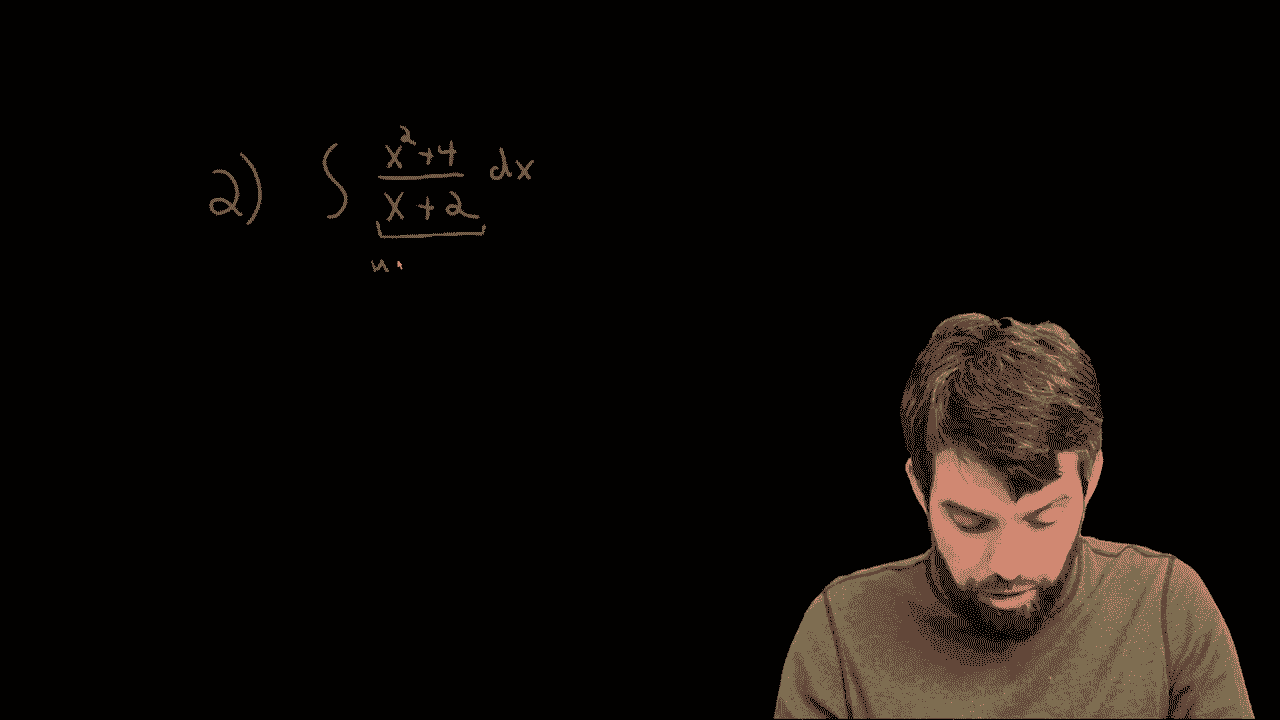 2) ∫ (x²+4)/(x+2) dx
u